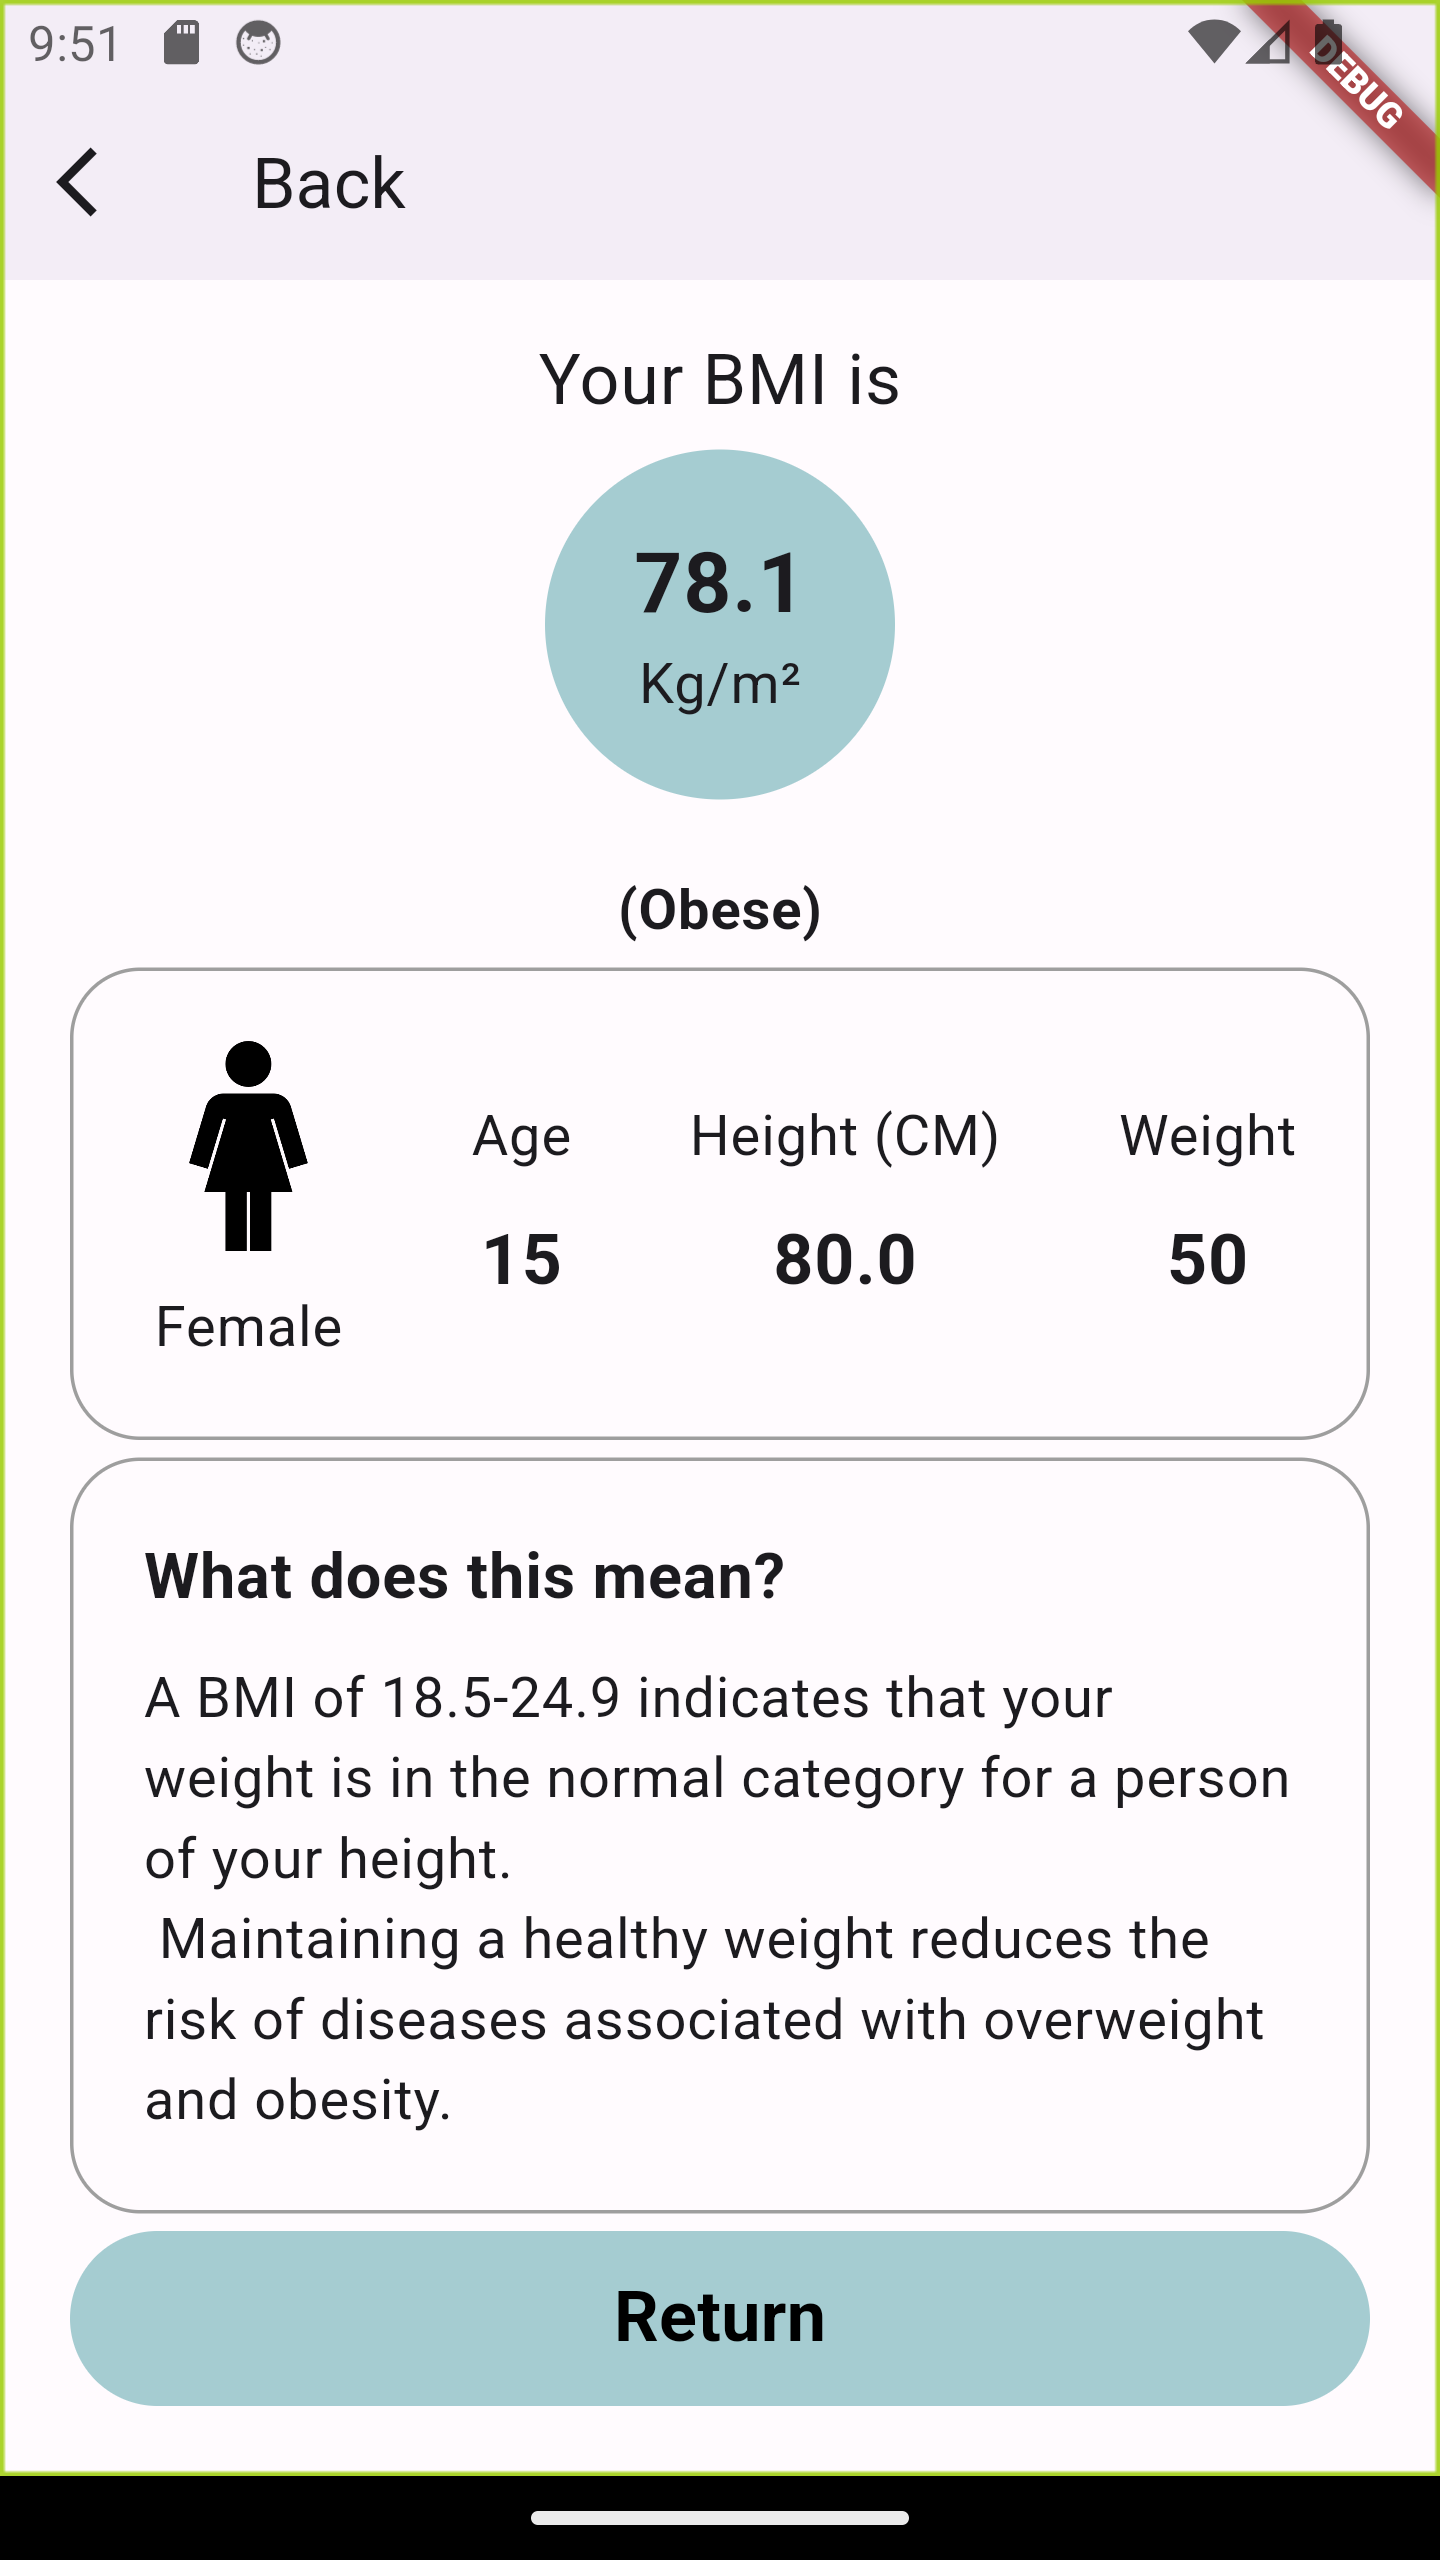 9:51
DEBUG
Back
Your BMI is
78.1
Kg/m²
(Obese)
Age Height (CM) Weight
15 80.0 50
Female
What does this mean?
A BMI of 18.5-24.9 indicates that your
weight is in the normal category for a person
of your height.
Maintaining a healthy weight reduces the
risk of diseases associated with overweight
and obesity.
Return